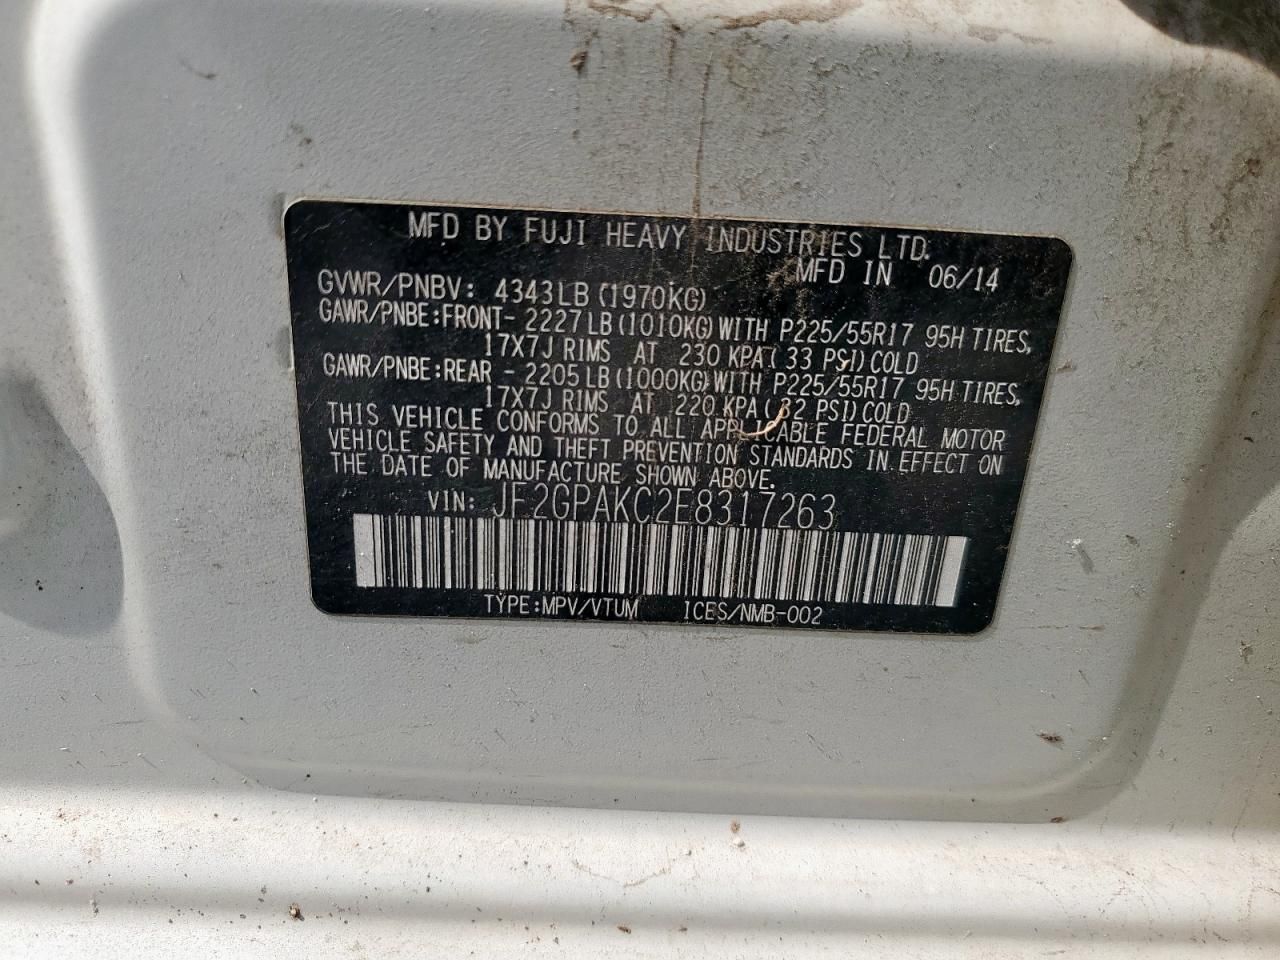 MFD BY FUJI HEAVY INDUSTRIES LTD.
MFD IN 06/14
GVWR/PNBV: 4343LB (1970KG)
GAWR/PNBE:FRONT- 2227LB(1010KG)WITH P225/55R17 95H TIRES,
17X7J RIMS AT 230 KPA(33 PSI)COLD
GAWR/PNBE:REAR - 2205LB(1000KG)WITH P225/55R17 95H TIRES,
17X7J RIMS AT 220 KPA(32 PSI)COLD
THIS VEHICLE CONFORMS TO ALL APPLICABLE FEDERAL MOTOR
VEHICLE SAFETY AND THEFT PREVENTION STANDARDS IN EFFECT ON
THE DATE OF MANUFACTURE SHOWN ABOVE.
VIN: JF2GPAKC2E8317263
TYPE:MPV/VTUM ICES/NMB-002